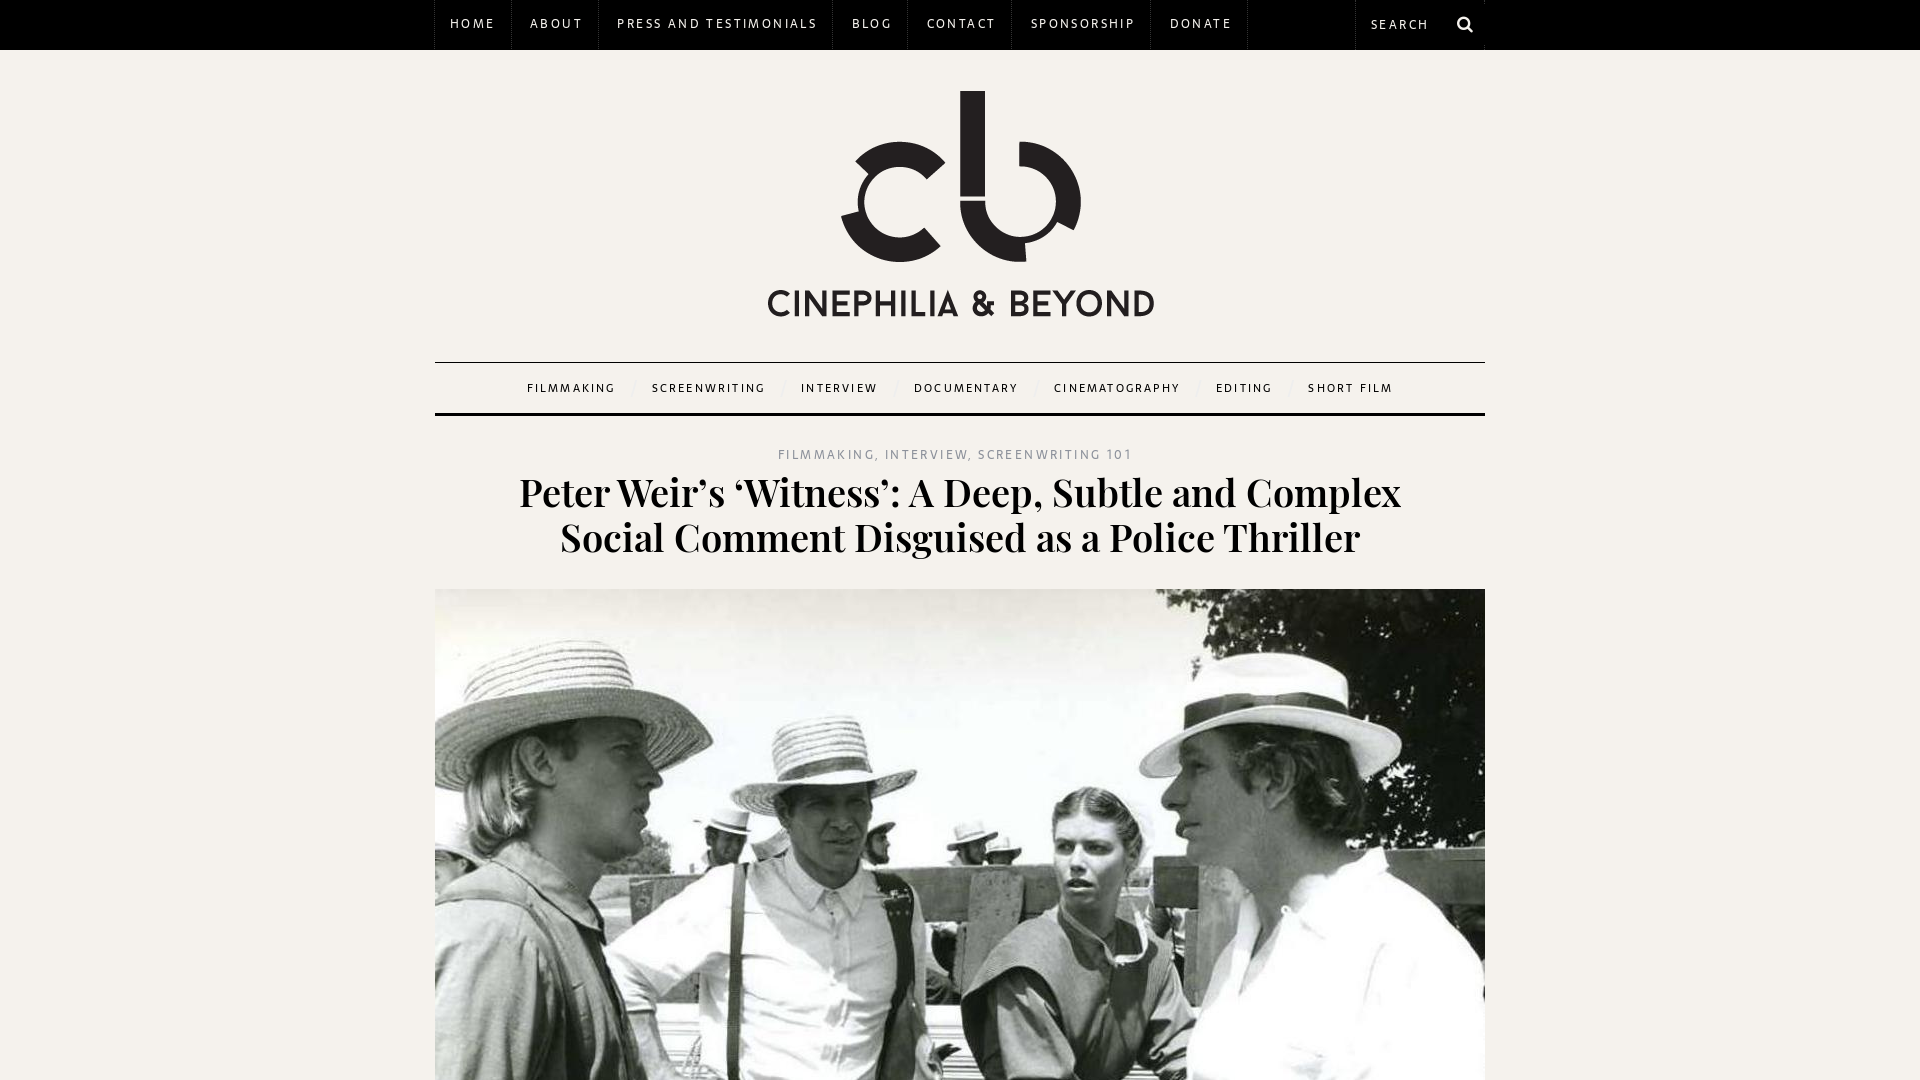 HOME ABOUT PRESS AND TESTIMONIALS BLOG CONTACT SPONSORSHIP DONATE SEARCH
cb
CINEPHILIA & BEYOND
FILMMAKING / SCREENWRITING / INTERVIEW / DOCUMENTARY / CINEMATOGRAPHY / EDITING / SHORT FILM
FILMMAKING, INTERVIEW, SCREENWRITING 101
Peter Weir’s ‘Witness’: A Deep, Subtle and Complex
Social Comment Disguised as a Police Thriller